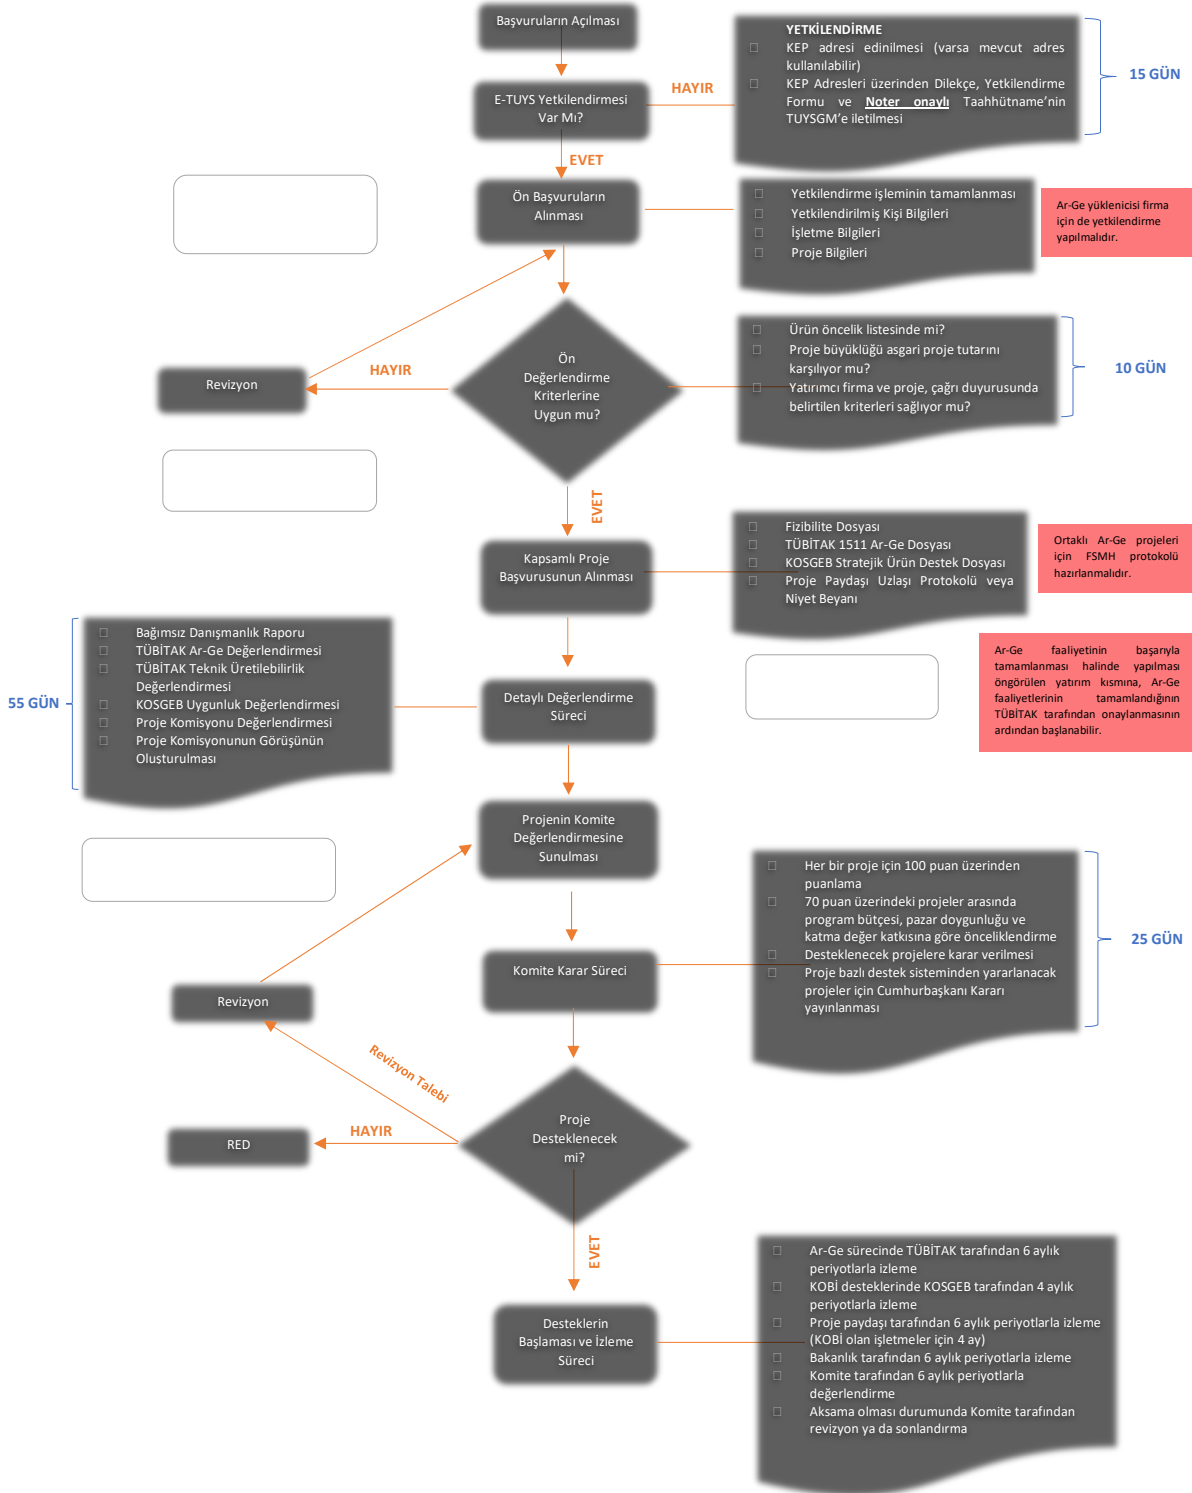 Başvuruların Açılması
E-TUYS Yetkilendirmesi
Var Mı?
HAYIR
YETKİLENDİRME
KEP adresi edinilmesi (varsa mevcut adres
kullanılabilir)
KEP Adresleri üzerinden Dilekçe, Yetkilendirme
Formu ve Noter onaylı Taahhütname'nin
TUYSGM'e iletilmesi
15 GÜN
EVET
Ön Başvuruların
Alınması
Yetkilendirme işleminin tamamlanması
Yetkilendirilmiş Kişi Bilgileri
İşletme Bilgileri
Proje Bilgileri
Ar-Ge yüklenicisi firma
için de yetkilendirme
yapılmalıdır.
Ön
Değerlendirme
Kriterlerine
Uygun mu?
HAYIR
Revizyon
Ürün öncelik listesinde mi?
Proje büyüklüğü asgari proje tutarını
karşılıyor mu?
Yatırımcı firma ve proje, çağrı duyurusunda
belirtilen kriterleri sağlıyor mu?
10 GÜN
EVET
Kapsamlı Proje
Başvurusunun Alınması
Fizibilite Dosyası
TÜBİTAK 1511 Ar-Ge Dosyası
KOSGEB Stratejik Ürün Destek Dosyası
Proje Paydaşı Uzlaşı Protokolü veya
Niyet Beyanı
Ortaklı Ar-Ge projeleri
için FSMH protokolü
hazırlanmalıdır.
Ar-Ge faaliyetinin başarıyla
tamamlanması halinde yapılması
öngörülen yatırım kısmına, Ar-Ge
faaliyetlerinin tamamlandığının
TÜBİTAK tarafından onaylanmasının
ardından başlanabilir.
55 GÜN
Bağımsız Danışmanlık Raporu
TÜBİTAK Ar-Ge Değerlendirmesi
TÜBİTAK Teknik Üretilebilirlik
Değerlendirmesi
KOSGEB Uygunluk Değerlendirmesi
Proje Komisyonu Değerlendirmesi
Proje Komisyonunun Görüşünün
Oluşturulması
Detaylı Değerlendirme
Süreci
Projenin Komite
Değerlendirmesine
Sunulması
Her bir proje için 100 puan üzerinden
puanlama
70 puan üzerindeki projeler arasında
program bütçesi, pazar doygunluğu ve
katma değer katkısına göre önceliklendirme
Desteklenecek projelere karar verilmesi
Proje bazlı destek sisteminden yararlanacak
projeler için Cumhurbaşkanı Kararı
yayınlanması
25 GÜN
Komite Karar Süreci
Revizyon
Revizyon Talebi
Proje
Desteklenecek
mi?
HAYIR
RED
EVET
Desteklerin
Başlaması ve İzleme
Süreci
Ar-Ge sürecinde TÜBİTAK tarafından 6 aylık
periyotlarla izleme
KOBİ desteklerinde KOSGEB tarafından 4 aylık
periyotlarla izleme
Proje paydaşı tarafından 6 aylık periyotlarla izleme
(KOBİ olan işletmeler için 4 ay)
Bakanlık tarafından 6 aylık periyotlarla izleme
Komite tarafından 6 aylık periyotlarla
değerlendirme
Aksama olması durumunda Komite tarafından
revizyon ya da sonlandırma